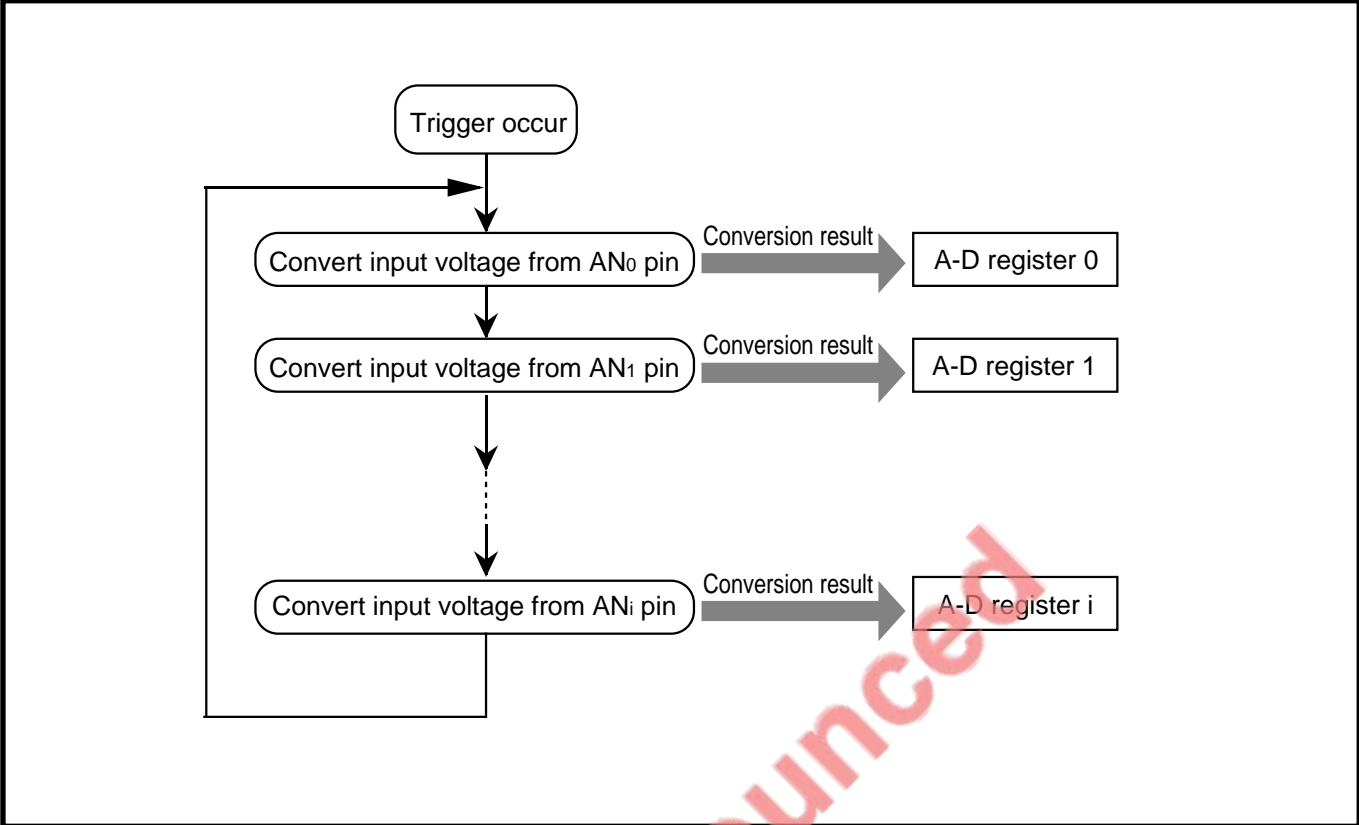 Trigger occur
Convert input voltage from AN0 pin
Conversion result
A-D register 0
Convert input voltage from AN1 pin
Conversion result
A-D register 1
Convert input voltage from ANi pin
Conversion result
A-D register i
unced